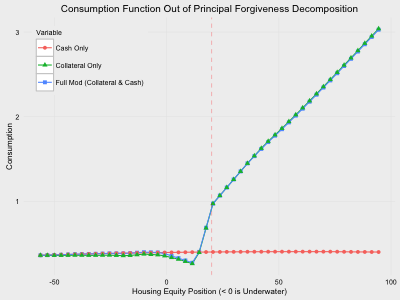 Consumption Function Out of Principal Forgiveness Decomposition
Variable
Cash Only
Collateral Only
Full Mod (Collateral & Cash)
Consumption
3
2
1
-50
0
50
100
Housing Equity Position (< 0 is Underwater)